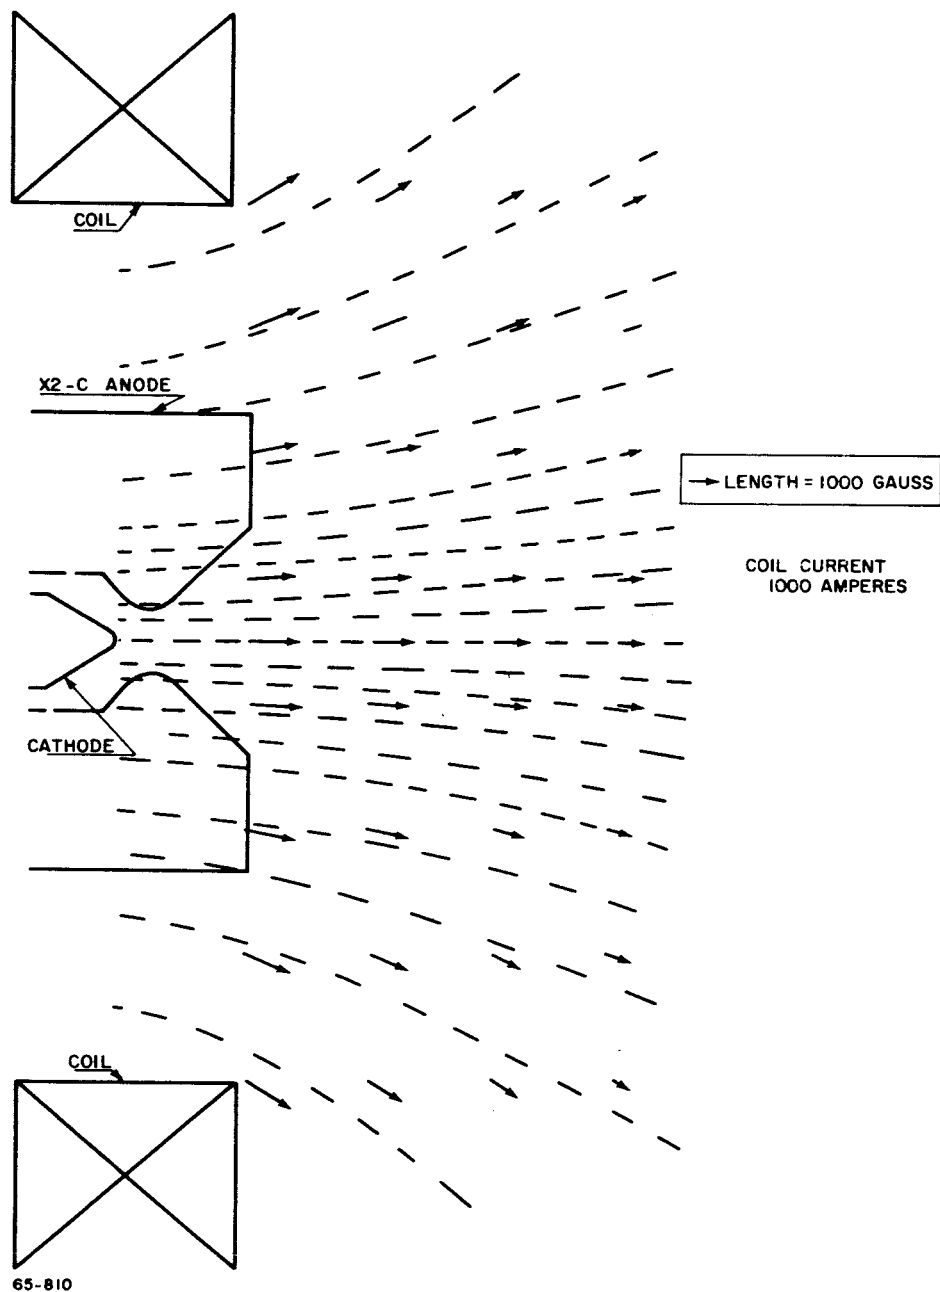 COIL
X2-C ANODE
LENGTH = 1000 GAUSS
COIL CURRENT
1000 AMPERES
CATHODE
COIL
65-810